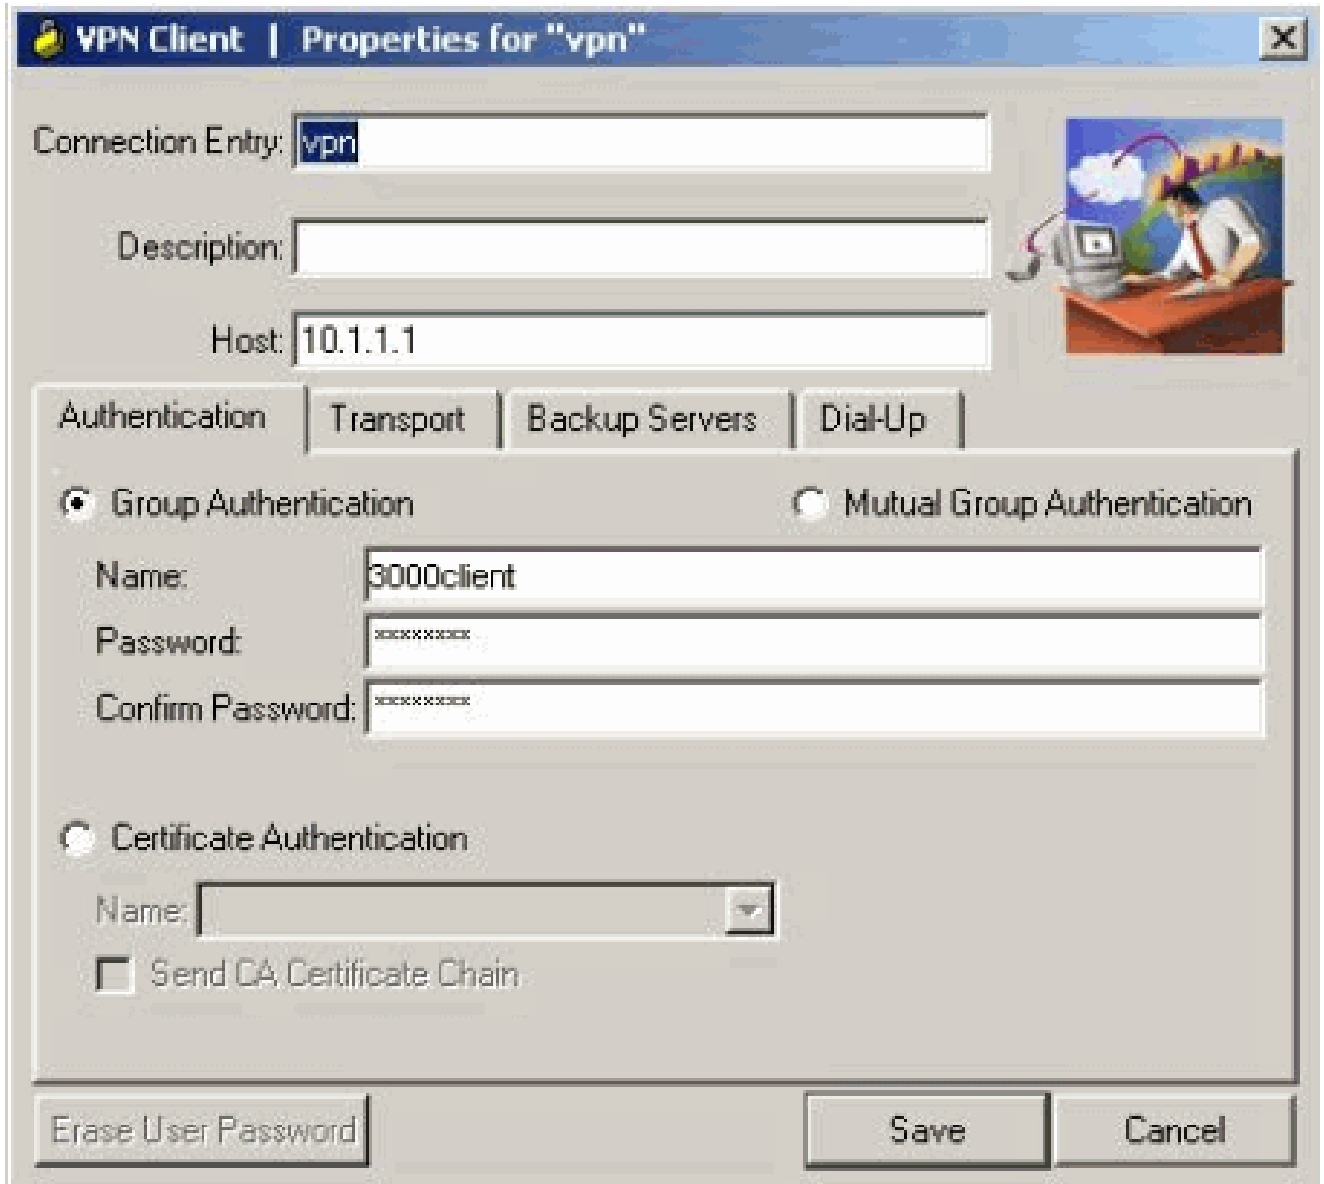 VPN Client | Properties for "vpn"
Connection Entry: vpn
Description:
Host: 10.1.1.1
Authentication Transport Backup Servers Dial-Up
Group Authentication Mutual Group Authentication
Name: 3000client
Password: ********
Confirm Password: ********
Certificate Authentication
Name:
Send CA Certificate Chain
Erase User Password Save Cancel